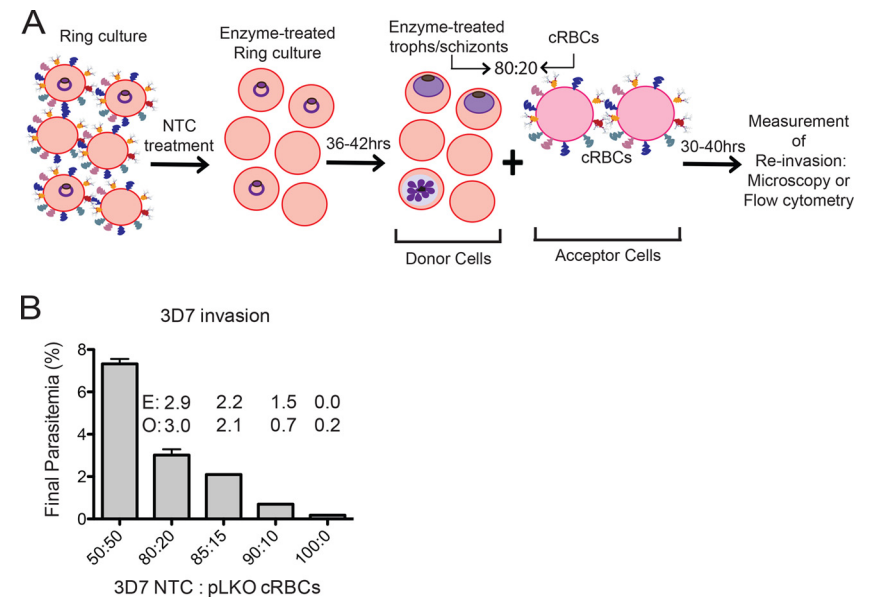 A
Ring culture
NTC
treatment
Enzyme-treated
Ring culture
36-42hrs
Enzyme-treated
trophs/schizonts
80:20
cRBCs
cRBCs
Donor Cells
Acceptor Cells
30-40hrs
Measurement
of
Re-invasion:
Microscopy or
Flow cytometry
B
3D7 invasion
Final Parasitemia (%)
8
6
4
2
0
E: 2.9 2.2 1.5 0.0
O: 3.0 2.1 0.7 0.2
50:50 80:20 85:15 90:10 100:0
3D7 NTC : pLKO cRBCs